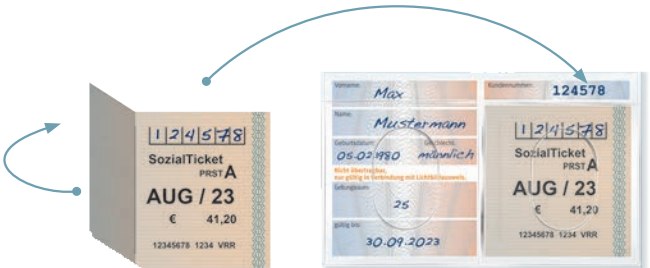 1 2 4 5 7 8
SozialTicket
PRST A
AUG / 23
€ 41,20
12345678 1234 VRR
Vorname:
Max
Name:
Mustermann
Geburtsdatum: Geschlecht:
05.02.1980 männlich
Nicht übertragbar,
nur gültig in Verbindung mit Lichtbildausweis.
Geltungsraum:
25
gültig bis:
30.09.2023
Kundennummer:
124578
1 2 4 5 7 8
SozialTicket
PRST A
AUG / 23
€ 41,20
12345678 1234 VRR